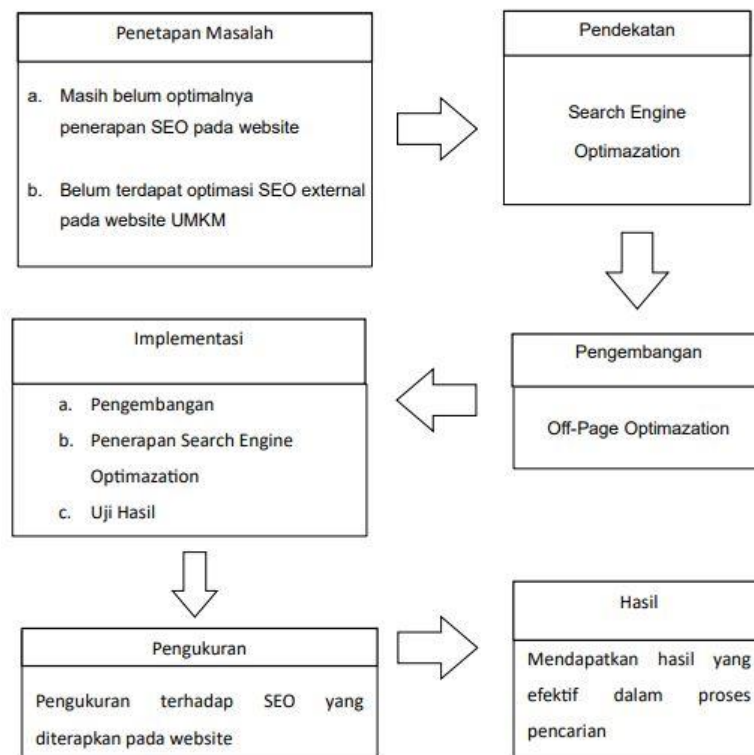 Penetapan Masalah
a. Masih belum optimalnya
penerapan SEO pada website
b. Belum terdapat optimasi SEO external
pada website UMKM
Pendekatan
Search Engine
Optimazation
Pengembangan
Off-Page Optimazation
Implementasi
a. Pengembangan
b. Penerapan Search Engine
Optimazation
c. Uji Hasil
Pengukuran
Pengukuran terhadap SEO yang
diterapkan pada website
Hasil
Mendapatkan hasil yang
efektif dalam proses
pencarian